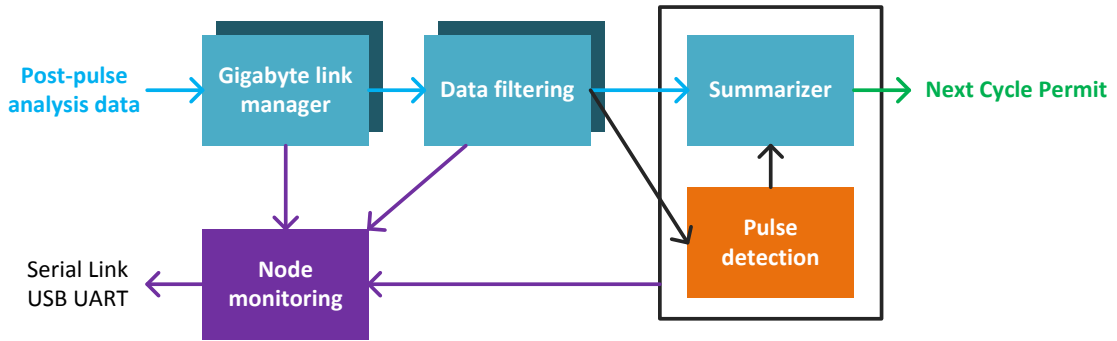 Post-pulse
analysis data
Gigabyte link
manager
Data filtering
Summarizer
Next Cycle Permit
Pulse
detection
Serial Link
USB UART
Node
monitoring